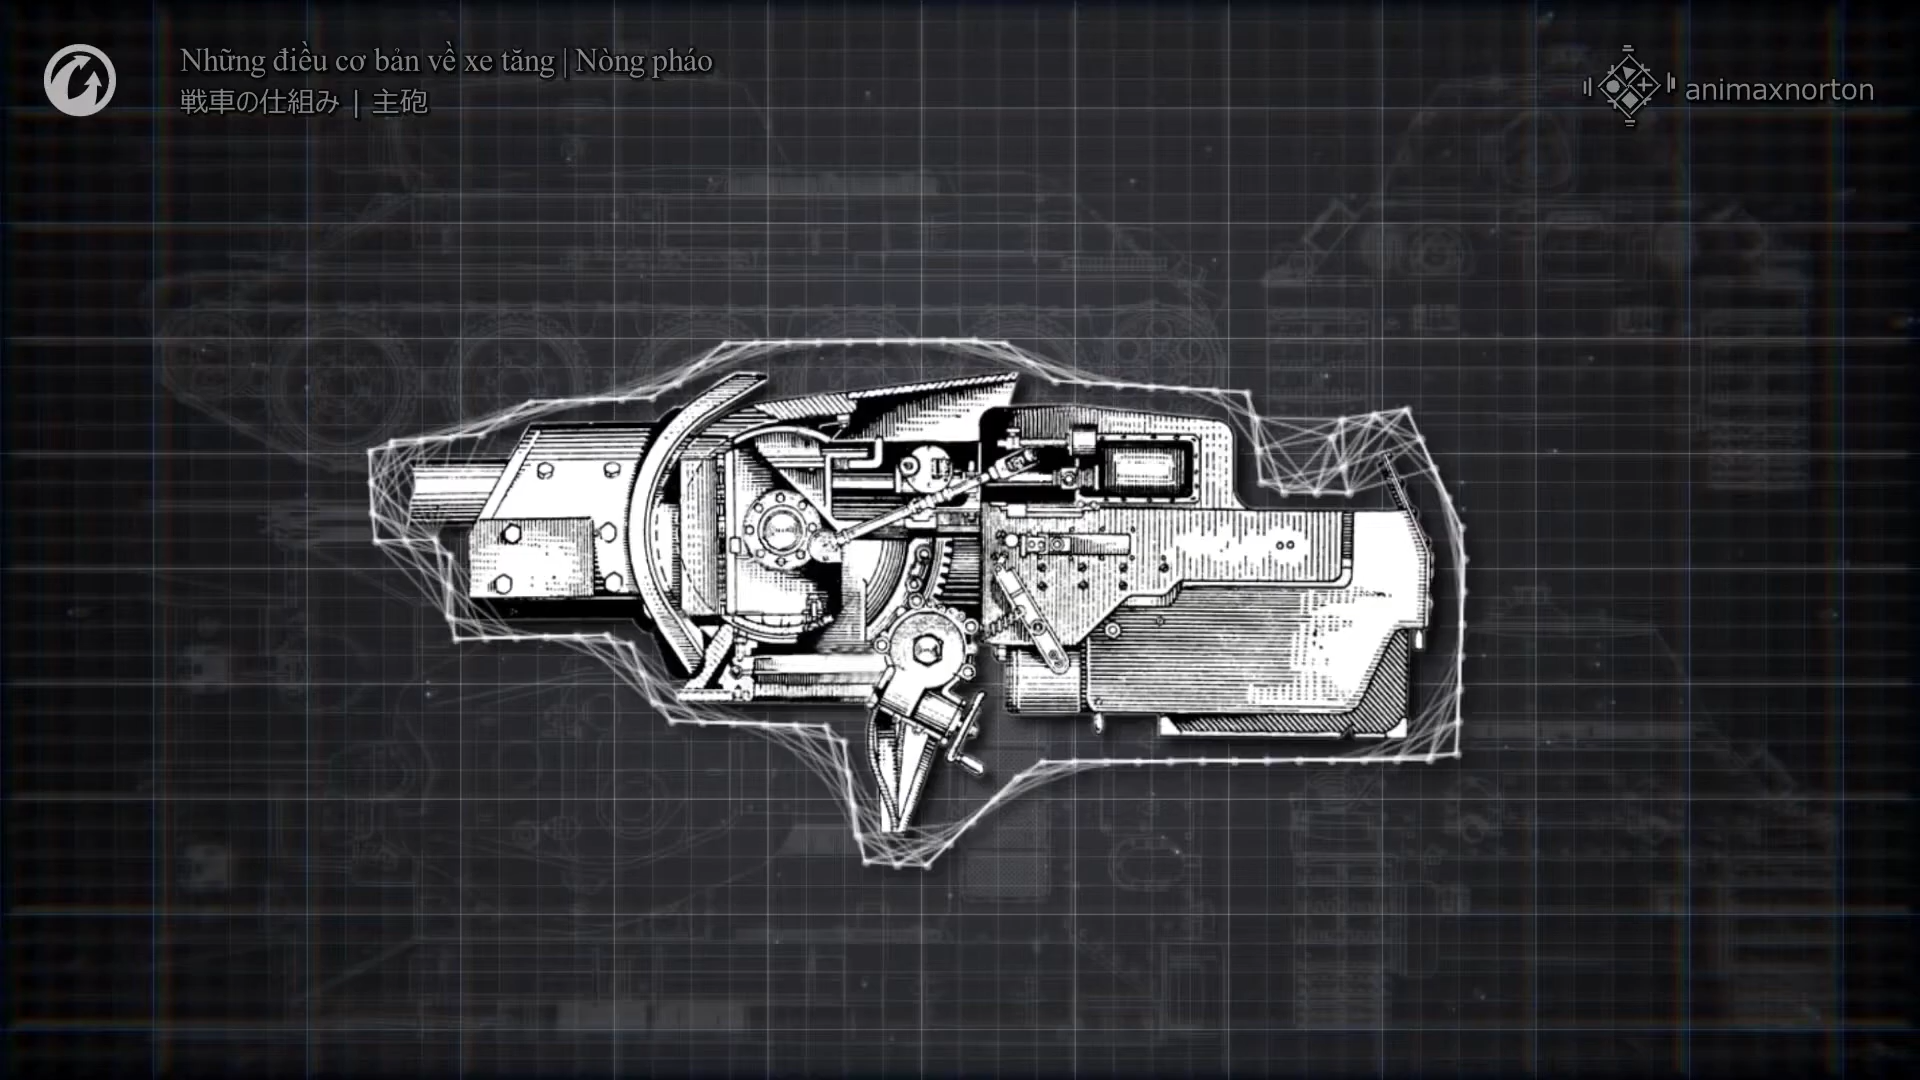 Những điều cơ bản về xe tăng | Nòng pháo
戦車の仕組み | 主砲
animaxnorton